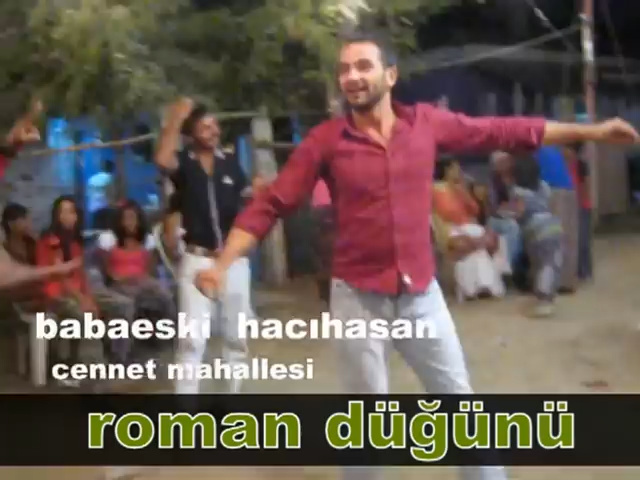 babaeski hacıhasan
cennet mahallesi
roman düğünü